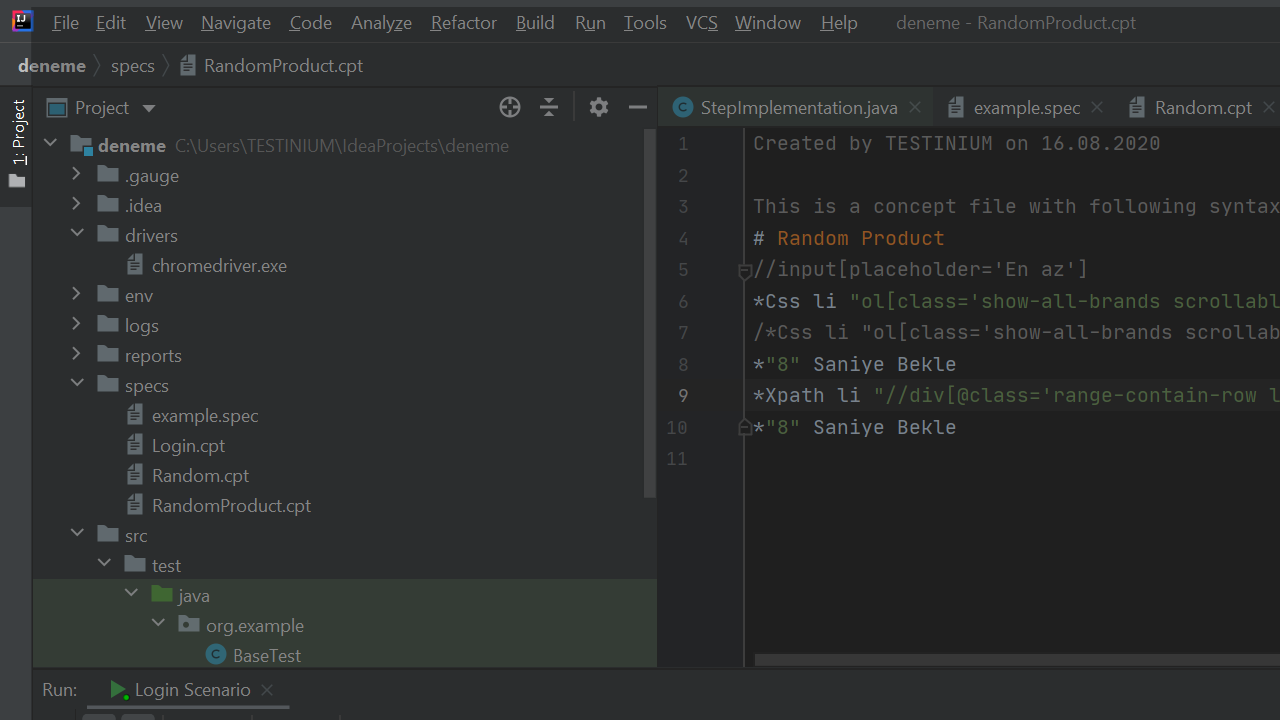 File Edit View Navigate Code Analyze Refactor Build Run Tools VCS Window Help deneme - RandomProduct.cpt
deneme specs RandomProduct.cpt
1: Project
Project
deneme C:\Users\TESTINIUM\IdeaProjects\deneme
.gauge
.idea
drivers
chromedriver.exe
env
logs
reports
specs
example.spec
Login.cpt
Random.cpt
RandomProduct.cpt
src
test
java
org.example
BaseTest
StepImplementation.java example.spec Random.cpt
1 Created by TESTINIUM on 16.08.2020
2
3 This is a concept file with following syntax
4 # Random Product
5 //input[placeholder='En az']
6 *Css li "ol[class='show-all-brands scrollabl
7 /*Css li "ol[class='show-all-brands scrollab
8 *"8" Saniye Bekle
9 *Xpath li "//div[@class='range-contain-row l
10 *"8" Saniye Bekle
11
Run: Login Scenario